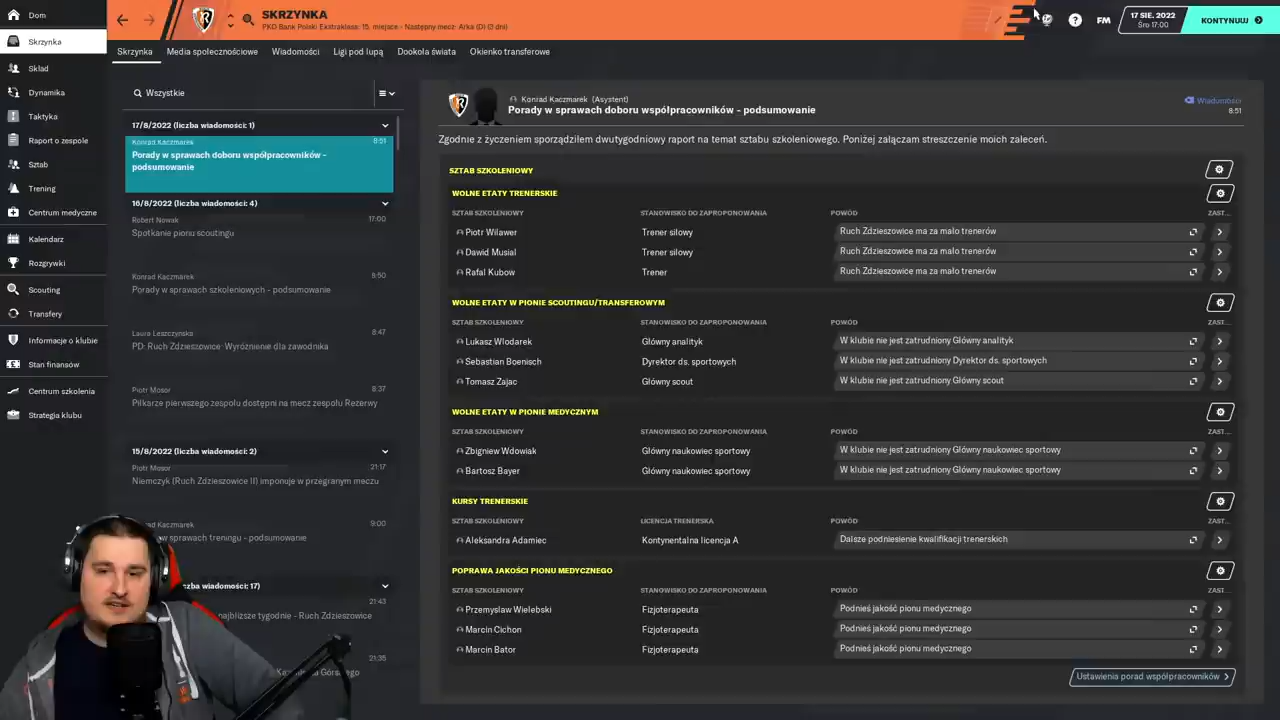 Dom
Skrzynka
Skład
Dynamika
Taktyka
Raport o zespole
Sztab
Trening
Centrum medyczne
Kalendarz
Rozgrywki
Scouting
Transfery
Informacje o klubie
Stan finansów
Centrum szkolenia
Strategia klubu
SKRZYNKA
PKO Bank Polski Ekstraklasa: 15. miejsce - Następny mecz: Arka (D) (3 dni)
FM
17 SIE. 2022
Śro 17:00
KONTYNUUJ
Skrzynka
Media społecznościowe
Wiadomości
Ligi pod lupą
Dookoła świata
Okienko transferowe
Wszystkie
17/8/2022 (liczba wiadomości: 1)
Konrad Kaczmarek 8:51
Porady w sprawach doboru współpracowników -
podsumowanie
16/8/2022 (liczba wiadomości: 4)
Robert Nowak 17:00
Spotkanie pionu scoutingu
Konrad Kaczmarek 8:50
Porady w sprawach szkoleniowych - podsumowanie
Laura Leszczyńska 8:47
PD: Ruch Zdzieszowice: Wyróżnienie dla zawodnika
Piotr Mosor 8:37
Piłkarze pierwszego zespołu dostępni na mecz zespołu Rezerwy
15/8/2022 (liczba wiadomości: 2)
Piotr Mosor 21:17
Niemczyk (Ruch Zdzieszowice II) imponuje w przegranym meczu
Kaczmarek 9:00
w sprawach treningu - podsumowanie
wiadomości: 17)
21:43
najbliższe tygodnie - Ruch Zdzieszowice
21:35
Górskiego
Konrad Kaczmarek (Asystent)
Porady w sprawach doboru współpracowników - podsumowanie
Wiadomości
8:51
Zgodnie z życzeniem sporządziłem dwutygodniowy raport na temat sztabu szkoleniowego. Poniżej załączam streszczenie moich zaleceń.
SZTAB SZKOLENIOWY
WOLNE ETATY TRENERSKIE
SZTAB SZKOLENIOWY STANOWISKO DO ZAPROPONOWANIA POWÓD ZAST...
Piotr Wilawer Trener siłowy Ruch Zdzieszowice ma za mało trenerów
Dawid Musiał Trener siłowy Ruch Zdzieszowice ma za mało trenerów
Rafał Kubow Trener Ruch Zdzieszowice ma za mało trenerów
WOLNE ETATY W PIONIE SCOUTINGU/TRANSFEROWYM
SZTAB SZKOLENIOWY STANOWISKO DO ZAPROPONOWANIA POWÓD ZAST...
Łukasz Włodarek Główny analityk W klubie nie jest zatrudniony Główny analityk
Sebastian Boenisch Dyrektor ds. sportowych W klubie nie jest zatrudniony Dyrektor ds. sportowych
Tomasz Zając Główny scout W klubie nie jest zatrudniony Główny scout
WOLNE ETATY W PIONIE MEDYCZNYM
SZTAB SZKOLENIOWY STANOWISKO DO ZAPROPONOWANIA POWÓD ZAST...
Zbigniew Wdowiak Główny naukowiec sportowy W klubie nie jest zatrudniony Główny naukowiec sportowy
Bartosz Bayer Główny naukowiec sportowy W klubie nie jest zatrudniony Główny naukowiec sportowy
KURSY TRENERSKIE
SZTAB SZKOLENIOWY LICENCJA TRENERSKA POWÓD ZAST...
Aleksandra Adamiec Kontynentalna licencja A Dalsze podniesienie kwalifikacji trenerskich
POPRAWA JAKOŚCI PIONU MEDYCZNEGO
SZTAB SZKOLENIOWY STANOWISKO DO ZAPROPONOWANIA POWÓD ZAST...
Przemysław Wielebski Fizjoterapeuta Podnieś jakość pionu medycznego
Marcin Cichon Fizjoterapeuta Podnieś jakość pionu medycznego
Marcin Bator Fizjoterapeuta Podnieś jakość pionu medycznego
Ustawienia porad współpracowników